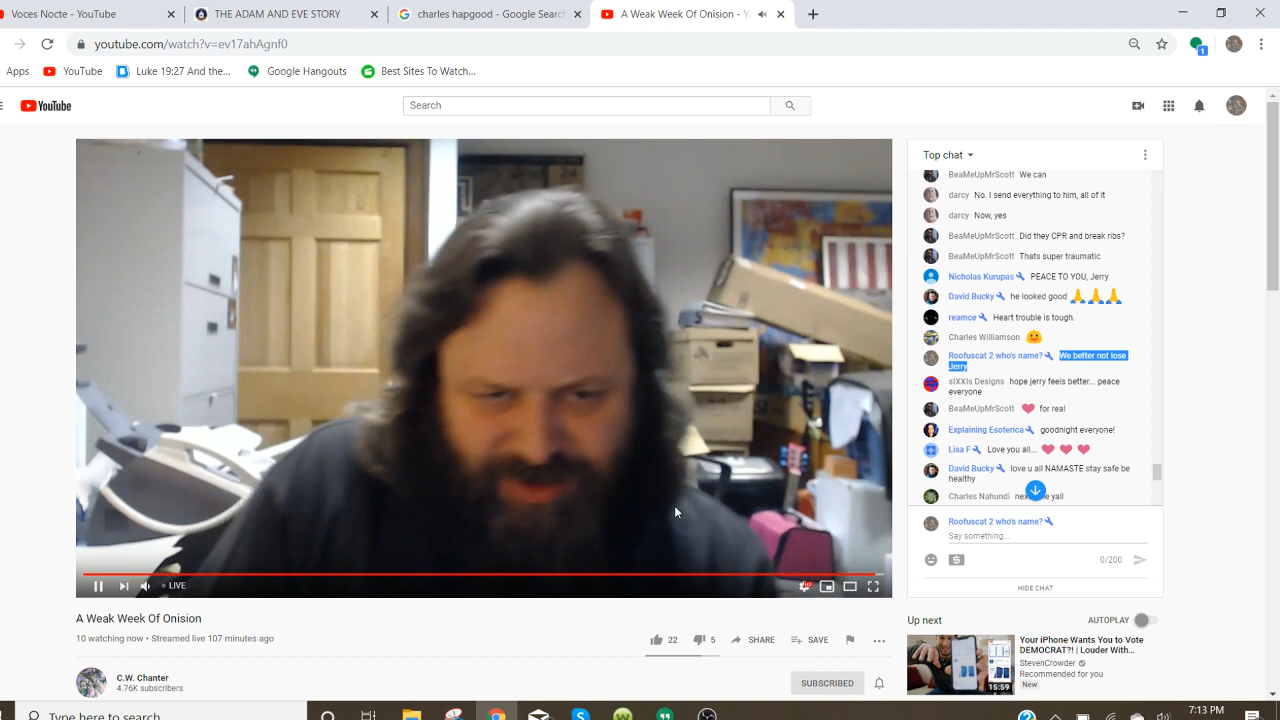 Voces Nocte - YouTube
THE ADAM AND EVE STORY
charles hapgood - Google Search
A Weak Week Of Onision - Y
youtube.com/watch?v=ev17ahAgnf0
1
Apps
YouTube
Luke 19:27 And the...
Google Hangouts
Best Sites To Watch...
YouTube
Search
Top chat
BeaMeUpMrScott We can
darcy No. I send everything to him, all of it
darcy Now, yes
BeaMeUpMrScott Did they CPR and break ribs?
BeaMeUpMrScott Thats super traumatic
Nicholas Kurupas PEACE TO YOU, Jerry
David Bucky he looked good 🙏🙏🙏
reamce Heart trouble is tough.
Charles Williamson
Roofuscat 2 who's name? We better not lose
Jerry
sIXXIs Designs hope jerry feels better... peace
everyone
BeaMeUpMrScott ❤ for real
Explaining Esoterica goodnight everyone!
Lisa F Love you all... ❤ ❤ ❤
David Bucky love u all NAMASTE stay safe be
healthy
Charles Nahundi yall
Roofuscat 2 who's name?
Say something...
0/200
HIDE CHAT
LIVE
HD
A Weak Week Of Onision
10 watching now • Streamed live 107 minutes ago
22
5
SHARE
SAVE
C.W. Chanter
4.76K subscribers
SUBSCRIBED
Up next
AUTOPLAY
15:59
Your iPhone Wants You to Vote
DEMOCRAT?! | Louder With...
StevenCrowder
Recommended for you
New
Type here to search
7:13 PM